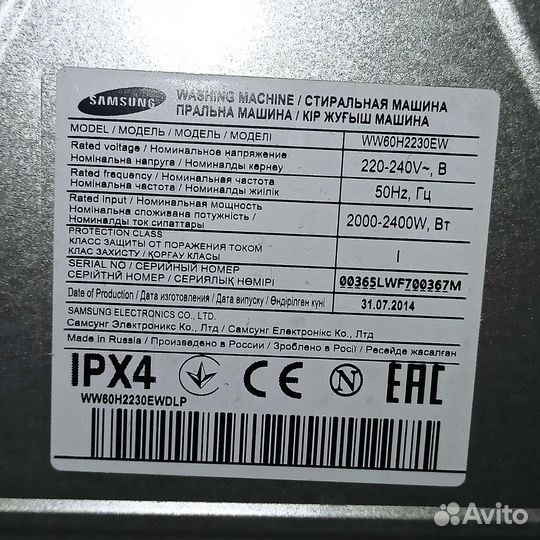 SAMSUNG
WASHING MACHINE / СТИРАЛЬНАЯ МАШИНА
ПРАЛЬНА МАШИНА / КІР ЖУҒЫШ МАШИНА
MODEL / МОДЕЛЬ / МОДЕЛЬ / МОДЕЛІ WW60H2230EW
Rated voltage / Номинальное напряжение
Номінальна напруга / Номиналды кернеу 220-240V~, В
Rated frequency / Номинальная частота
Номінальна частота / Номиналды жиілік 50Hz, Гц
Rated input / Номинальная мощность
Номінальна споживана потужність /
Номиналды ток сипаттары 2000-2400W, Вт
PROTECTION CLASS
КЛАСС ЗАЩИТЫ ОТ ПОРАЖЕНИЯ ТОКОМ
КЛАС ЗАХИСТУ / ҚОРҒАУ КЛАСЫ I
SERIAL NO / СЕРИЙНЫЙ НОМЕР
СЕРІЙТНІЙ НОМЕР / СЕРИЯЛЫҚ НӨМІРІ 00365LWF700367M
Date of Production / Дата изготовления / Дата випуску / Өндірілген күні 31.07.2014
SAMSUNG ELECTRONICS CO., LTD.
Самсунг Электроникс Ко., Лтд / Самсунг Електронікс Ко., Лтд.
Made in Russia / Произведено в России / Зроблено в Росії / Ресейде жасалған
IPX4 CE N EAC
WW60H2230EWDLP
Avito